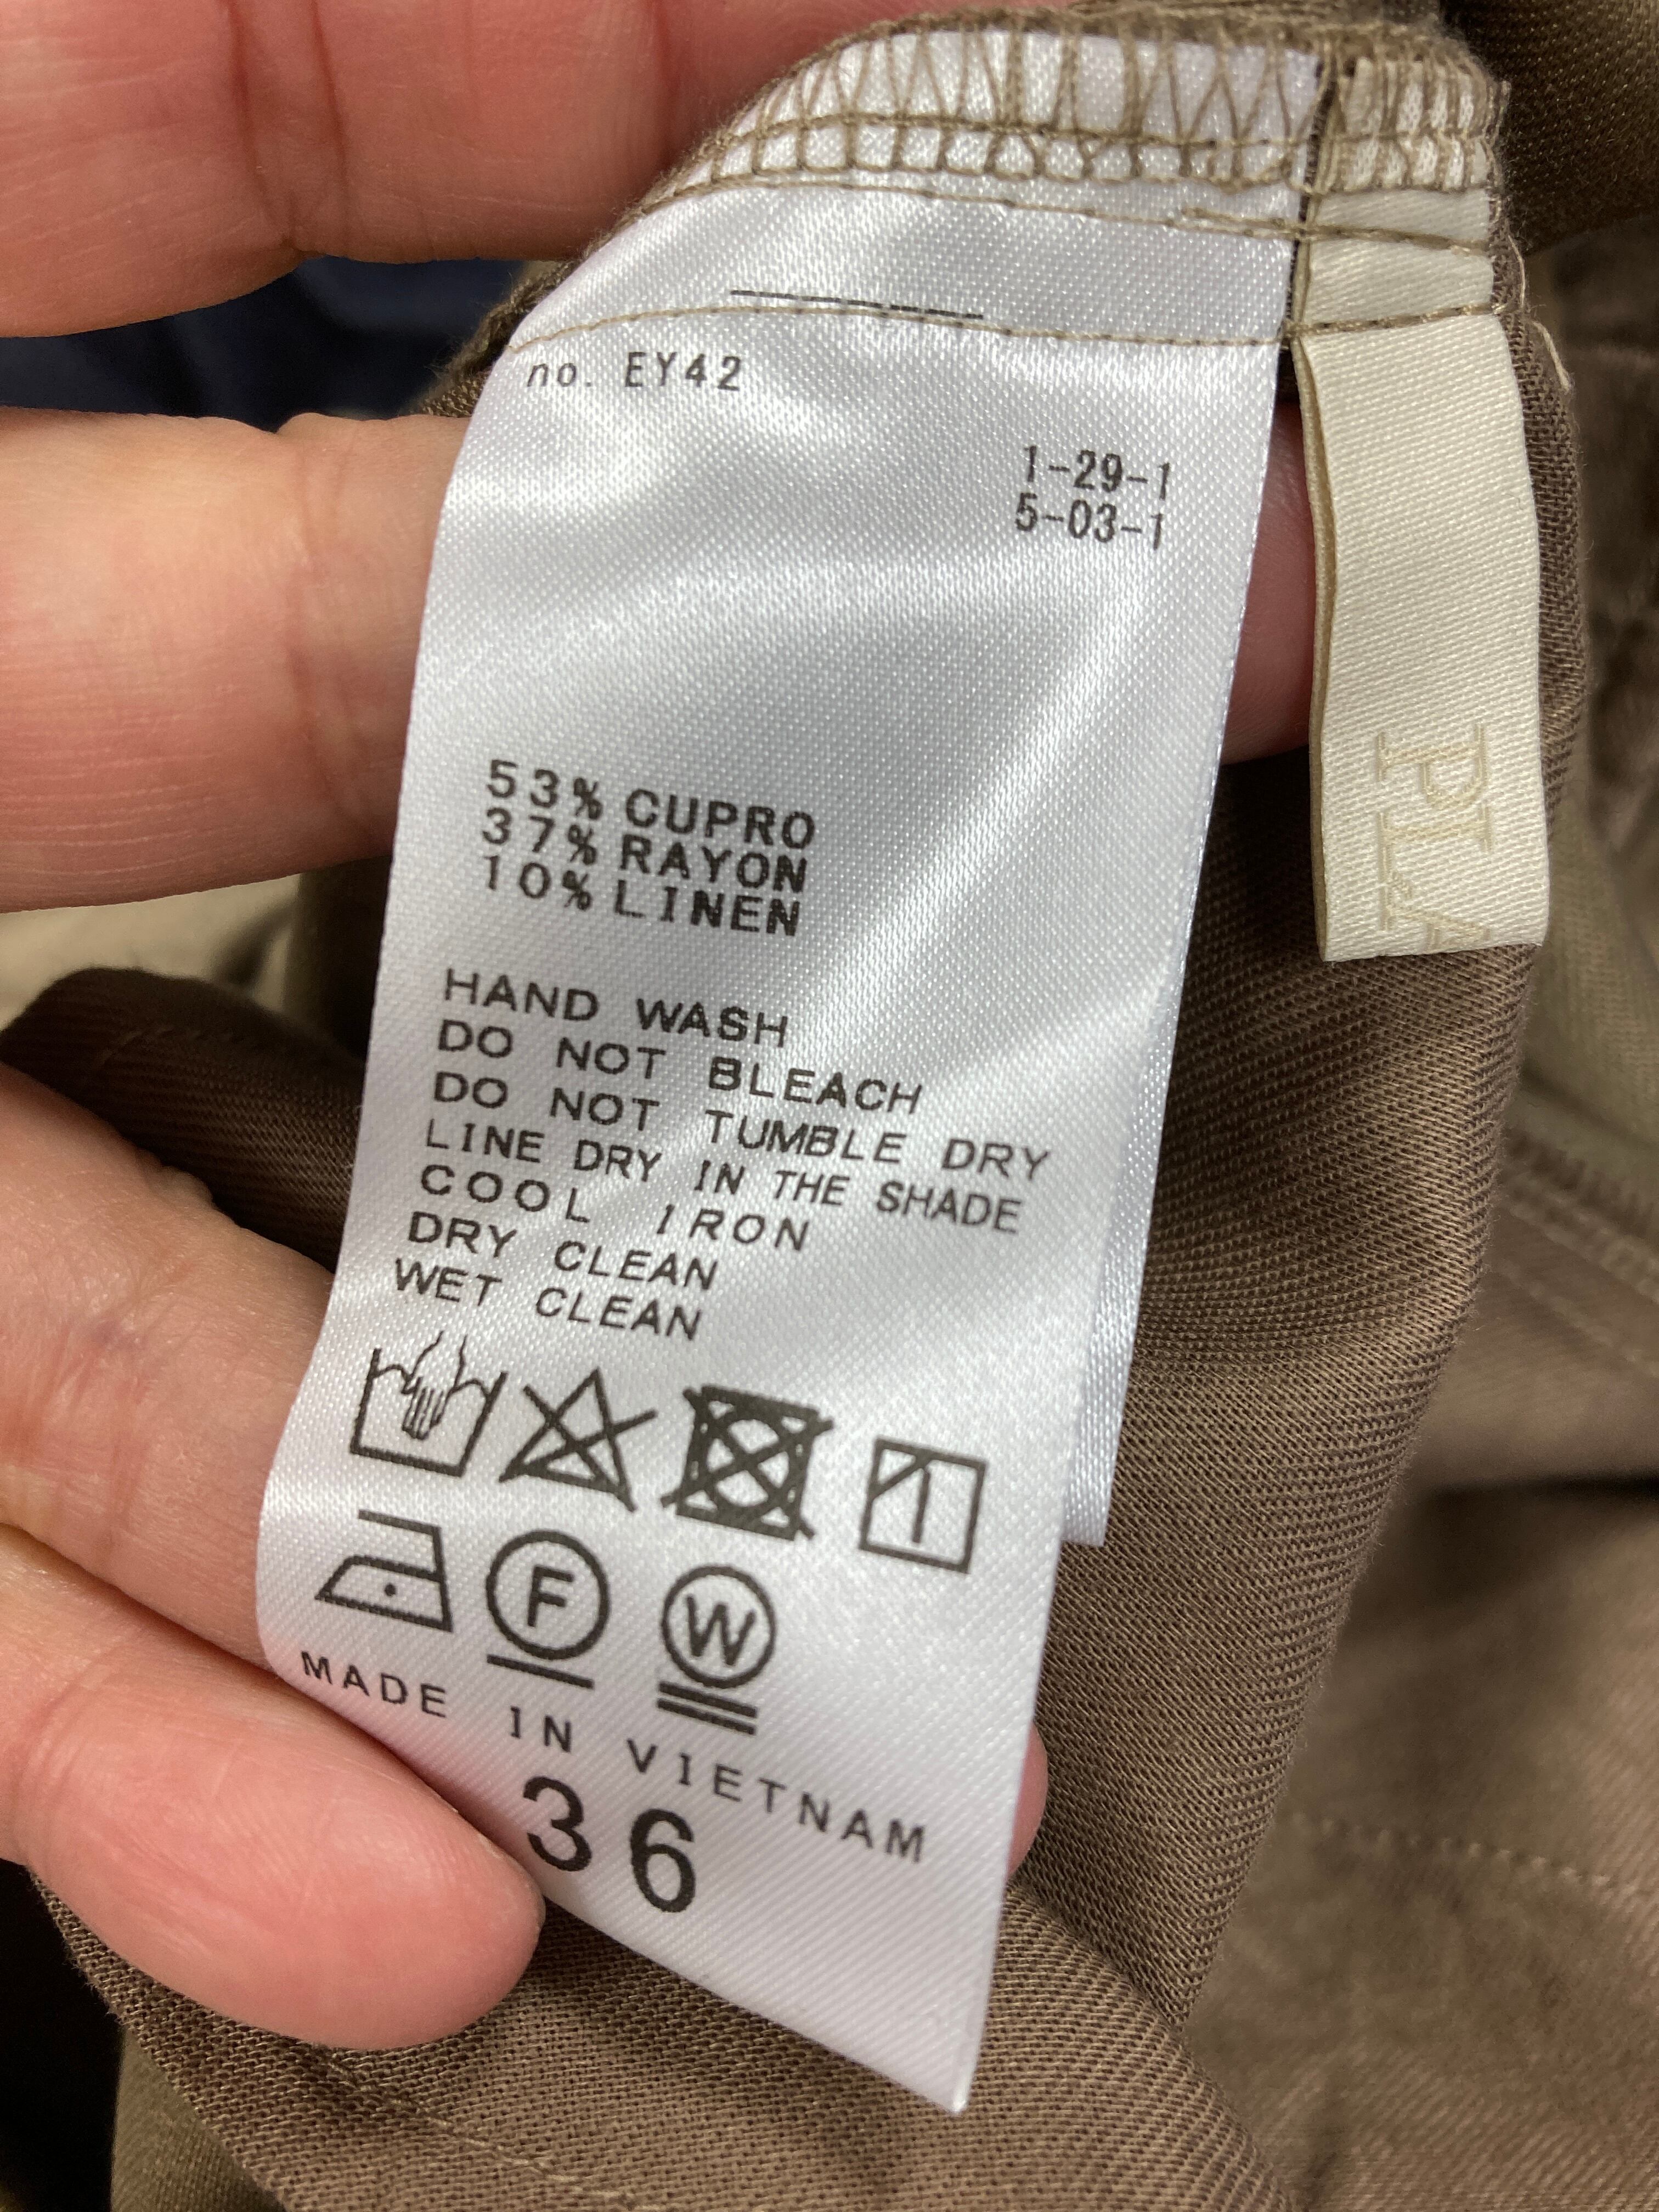 no. EY42
1-29-1
5-03-1
53% CUPRO
37% RAYON
10% LINEN
HAND WASH
DO NOT BLEACH
DO NOT TUMBLE DRY
LINE DRY IN THE SHADE
COOL IRON
DRY CLEAN
WET CLEAN
F
W
MADE IN VIETNAM
36
PLA